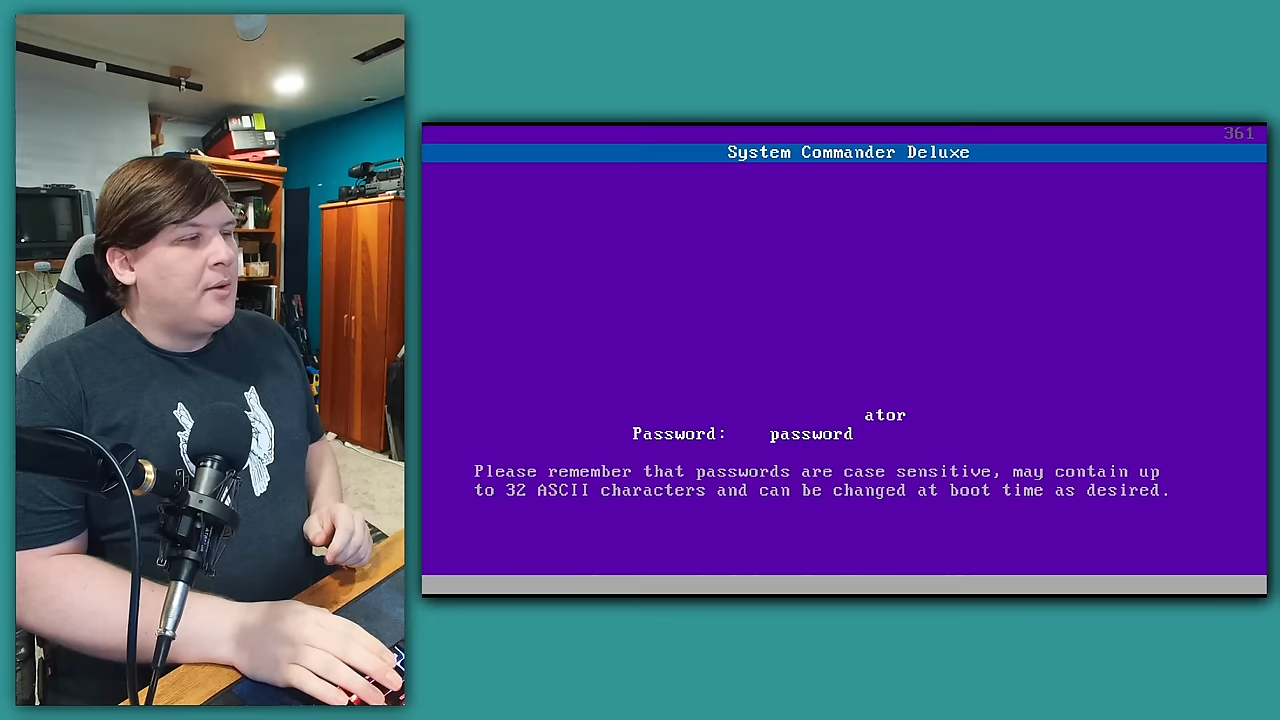 361
System Commander Deluxe
ator
Password: password
Please remember that passwords are case sensitive, may contain up
to 32 ASCII characters and can be changed at boot time as desired.